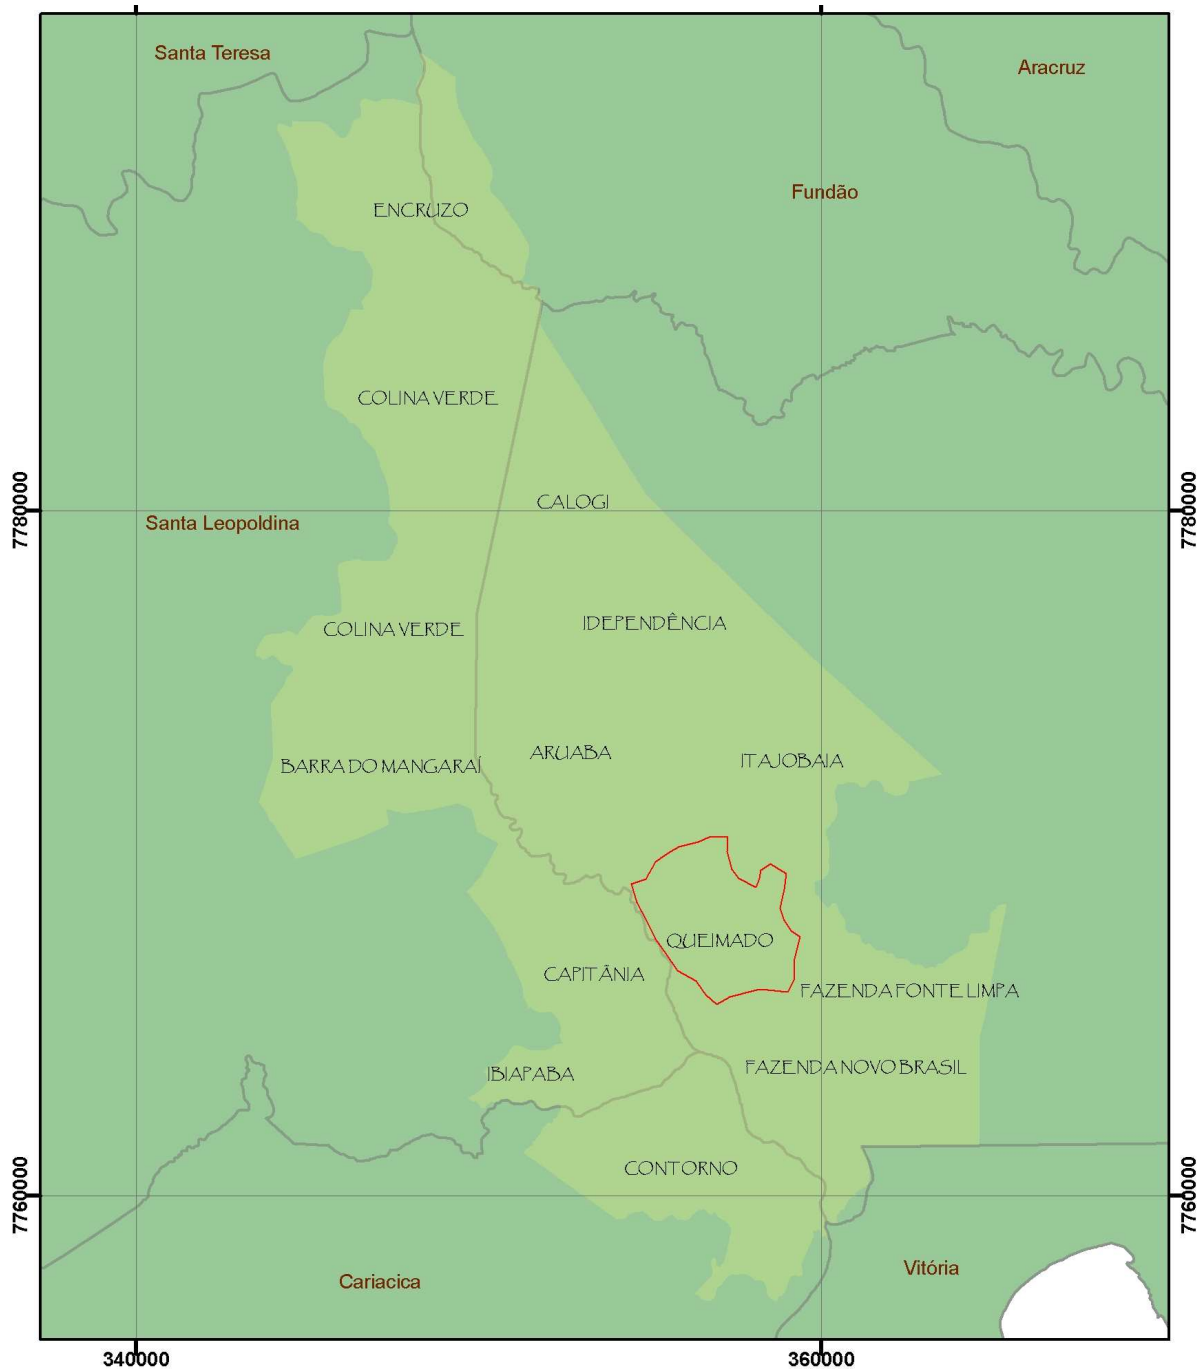 Santa Teresa
Aracruz
Fundão
ENCRUZO
COLINA VERDE
CALOGI
7780000
7780000
Santa Leopoldina
IDEPENDÊNCIA
COLINA VERDE
ARUABA
ITAJOBAIA
BARRA DO MANGARAÍ
QUEIMADO
CAPITÃNIA
FAZENDA FONTE LIMPA
FAZENDA NOVO BRASIL
IBIAPABA
CONTORNO
7760000
7760000
Vitória
Cariacica
340000
360000